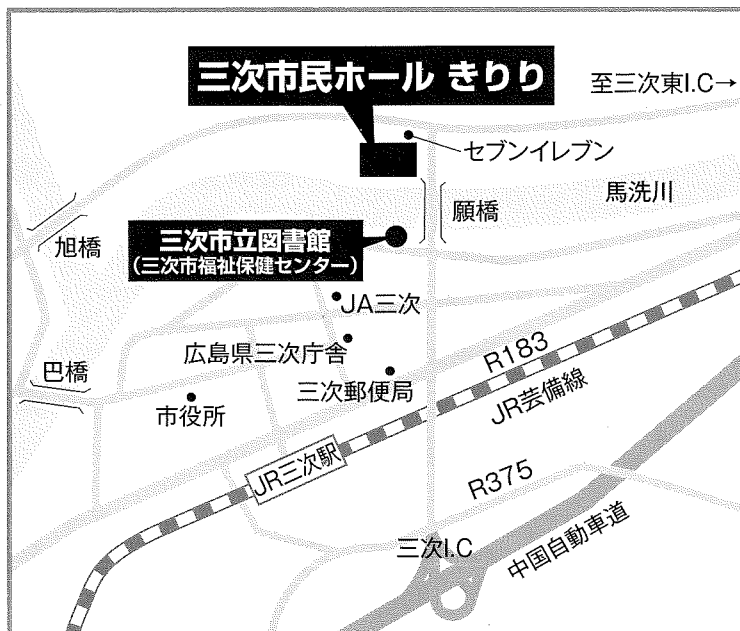 三次市民ホール きりり
至三次東I.C→
セブンイレブン
馬洗川
願橋
旭橋
三次市立図書館
(三次市福祉保健センター)
JA三次
広島県三次庁舎
三次郵便局
巴橋
市役所
R183
JR芸備線
JR三次駅
R375
三次I.C
中国自動車道